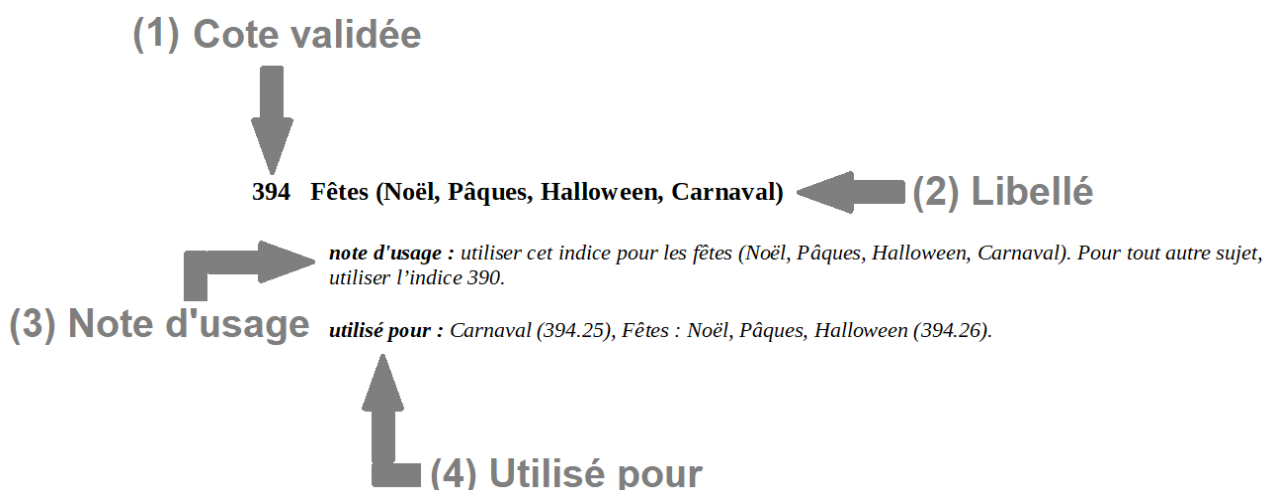 (1) Cote validée
394 Fêtes (Noël, Pâques, Halloween, Carnaval)
(2) Libellé
note d'usage : utiliser cet indice pour les fêtes (Noël, Pâques, Halloween, Carnaval). Pour tout autre sujet,
utiliser l’indice 390.
(3) Note d'usage
utilisé pour : Carnaval (394.25), Fêtes : Noël, Pâques, Halloween (394.26).
(4) Utilisé pour